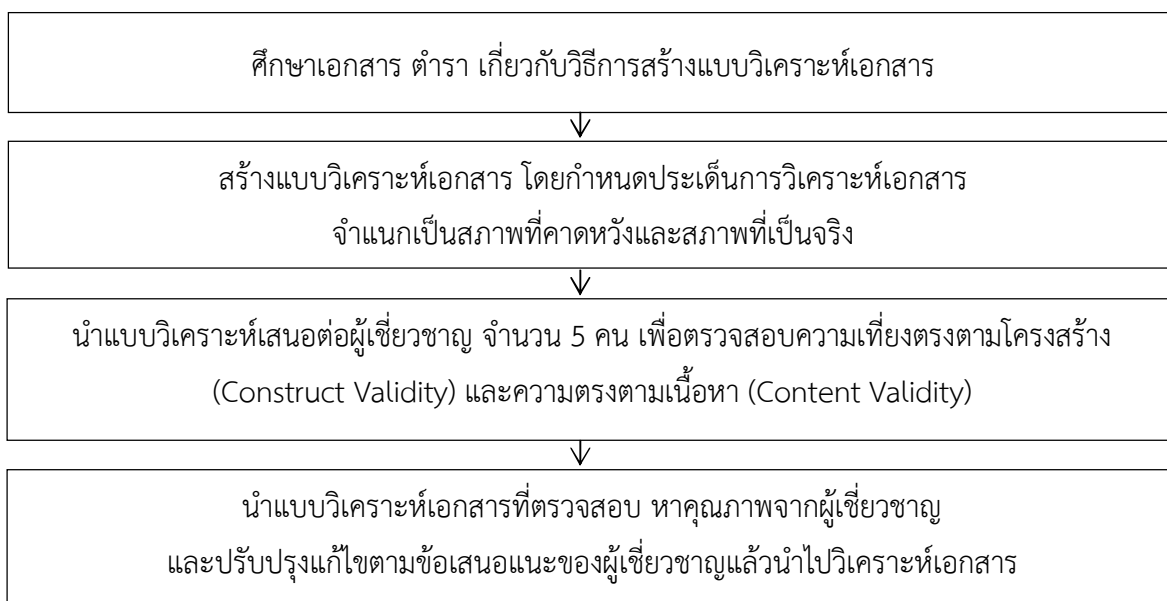 ศึกษาเอกสาร ตำรา เกี่ยวกับวิธีการสร้างแบบวิเคราะห์เอกสาร
สร้างแบบวิเคราะห์เอกสาร โดยกำหนดประเด็นการวิเคราะห์เอกสาร
จำแนกเป็นสภาพที่คาดหวังและสภาพที่เป็นจริง
นำแบบวิเคราะห์เสนอต่อผู้เชี่ยวชาญ จำนวน 5 คน เพื่อตรวจสอบความเที่ยงตรงตามโครงสร้าง
(Construct Validity) และความตรงตามเนื้อหา (Content Validity)
นำแบบวิเคราะห์เอกสารที่ตรวจสอบ หาคุณภาพจากผู้เชี่ยวชาญ
และปรับปรุงแก้ไขตามข้อเสนอแนะของผู้เชี่ยวชาญแล้วนำไปวิเคราะห์เอกสาร